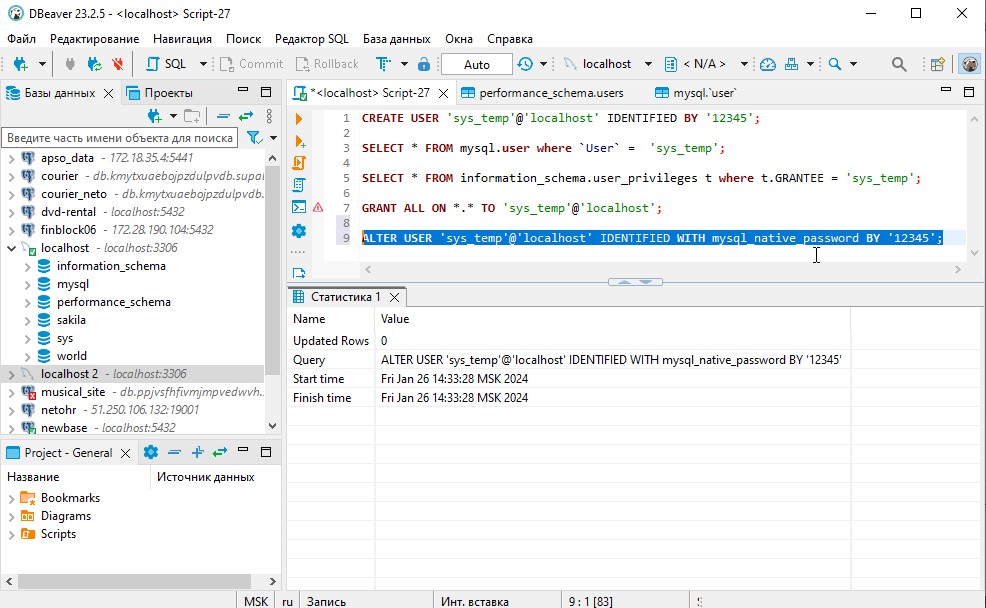 DBeaver 23.2.5 - <localhost> Script-27
Файл Редактирование Навигация Поиск Редактор SQL База данных Окна Справка
SQL Commit Rollback Auto localhost < N/A >
Базы данных Проекты
Введите часть имени объекта для поиска
apso_data - 172.18.35.4:5441
courier - db.kmytxuaebojpzdulpvdb.supa
courier_neto - db.kmytxuaebojpzdulpvdb.
dvd-rental - localhost:5432
finblock06 - 172.28.190.104:5432
localhost - localhost:3306
information_schema
mysql
performance_schema
sakila
sys
world
localhost 2 - localhost:3306
musical_site - db.ppjvsfhfivmjmpvedwvh..
netohr - 51.250.106.132:19001
newbase - localhost:5432
Project - General
Название Источник данных
Bookmarks
Diagrams
Scripts
*<localhost> Script-27 performance_schema.users mysql.`user`
1 CREATE USER 'sys_temp'@'localhost' IDENTIFIED BY '12345';
2
3 SELECT * FROM mysql.user where `User` =  'sys_temp';
4
5 SELECT * FROM information_schema.user_privileges t where t.GRANTEE = 'sys_temp';
6
7 GRANT ALL ON *.* TO 'sys_temp'@'localhost';
8
9 ALTER USER 'sys_temp'@'localhost' IDENTIFIED WITH mysql_native_password BY '12345';
Статистика 1
Name Value
Updated Rows 0
Query ALTER USER 'sys_temp'@'localhost' IDENTIFIED WITH mysql_native_password BY '12345'
Start time Fri Jan 26 14:33:28 MSK 2024
Finish time Fri Jan 26 14:33:28 MSK 2024
MSK ru Запись Инт. вставка 9 : 1 [83]